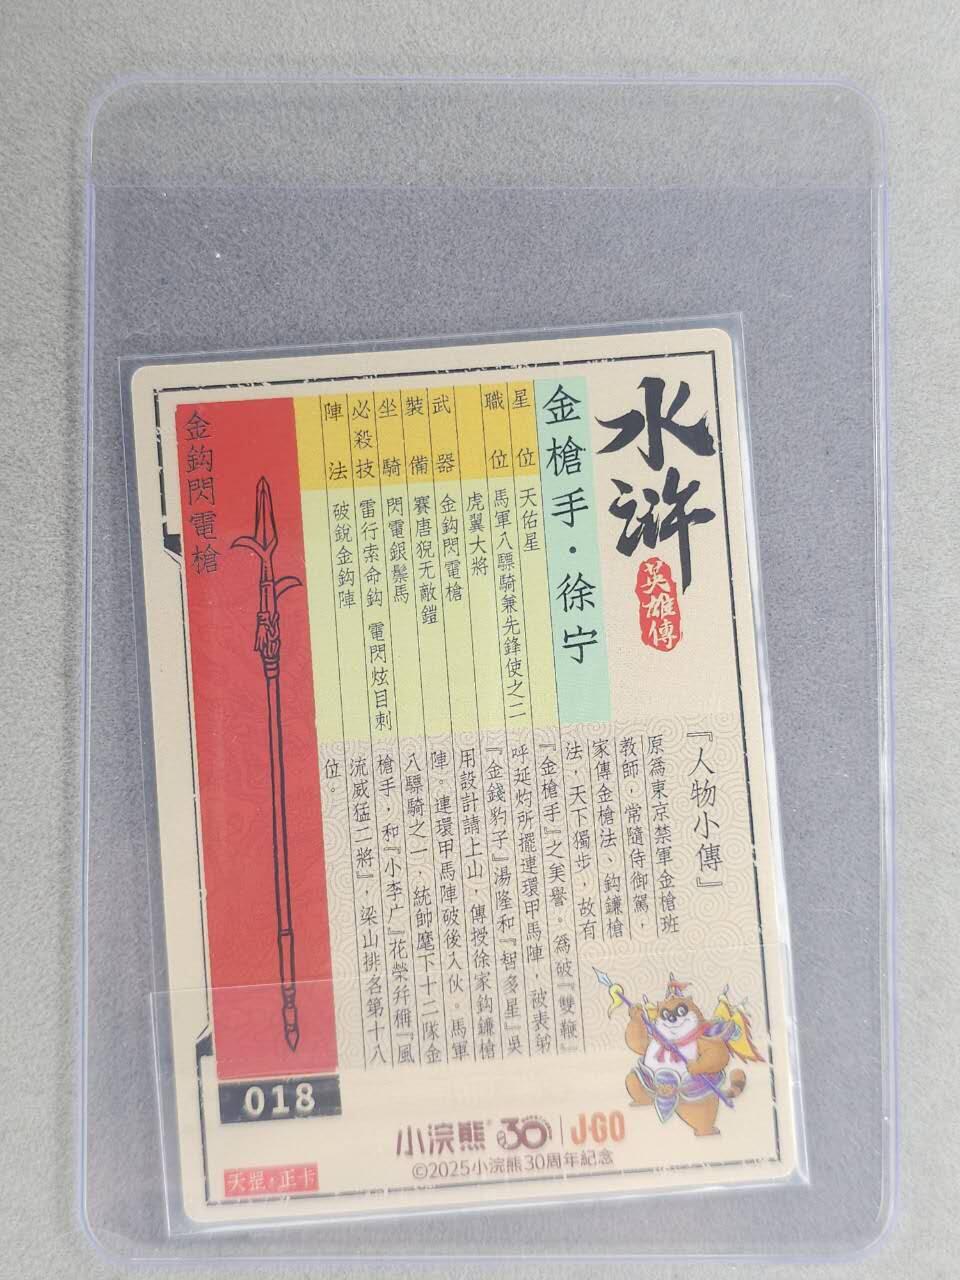 水滸
英雄傳
金槍手·徐宁
星位 天佑星
職位 馬軍八驃騎兼先鋒使之二
虎翼大將
武器 金鈎閃電槍
裝備 賽唐猊无敵鎧
坐騎 閃電銀鬃馬
必殺技 雷行索命鈎 電閃炫目刺
陣法 破銳金鈎陣
『人物小傳』
原爲東京禁軍金槍班
教師，常隨侍御駕，
家傳金槍法、鈎鐮槍
法，天下獨步，故有
『金槍手』之美譽。爲破『雙鞭』
呼延灼所擺連環甲馬陣，被表弟
『金錢豹子』湯隆和『智多星』吳
用設計請上山，傳授徐家鈎鐮槍
陣。連環甲馬陣破後入伙。馬軍
八驃騎之一，統帥麾下十二隊金
槍手，和『小李广』花榮幷稱『風
流威猛二將』，梁山排名第十八
位。
金鈎閃電槍
018
天罡·正卡
小浣熊 30 J·GO
©2025小浣熊30周年紀念